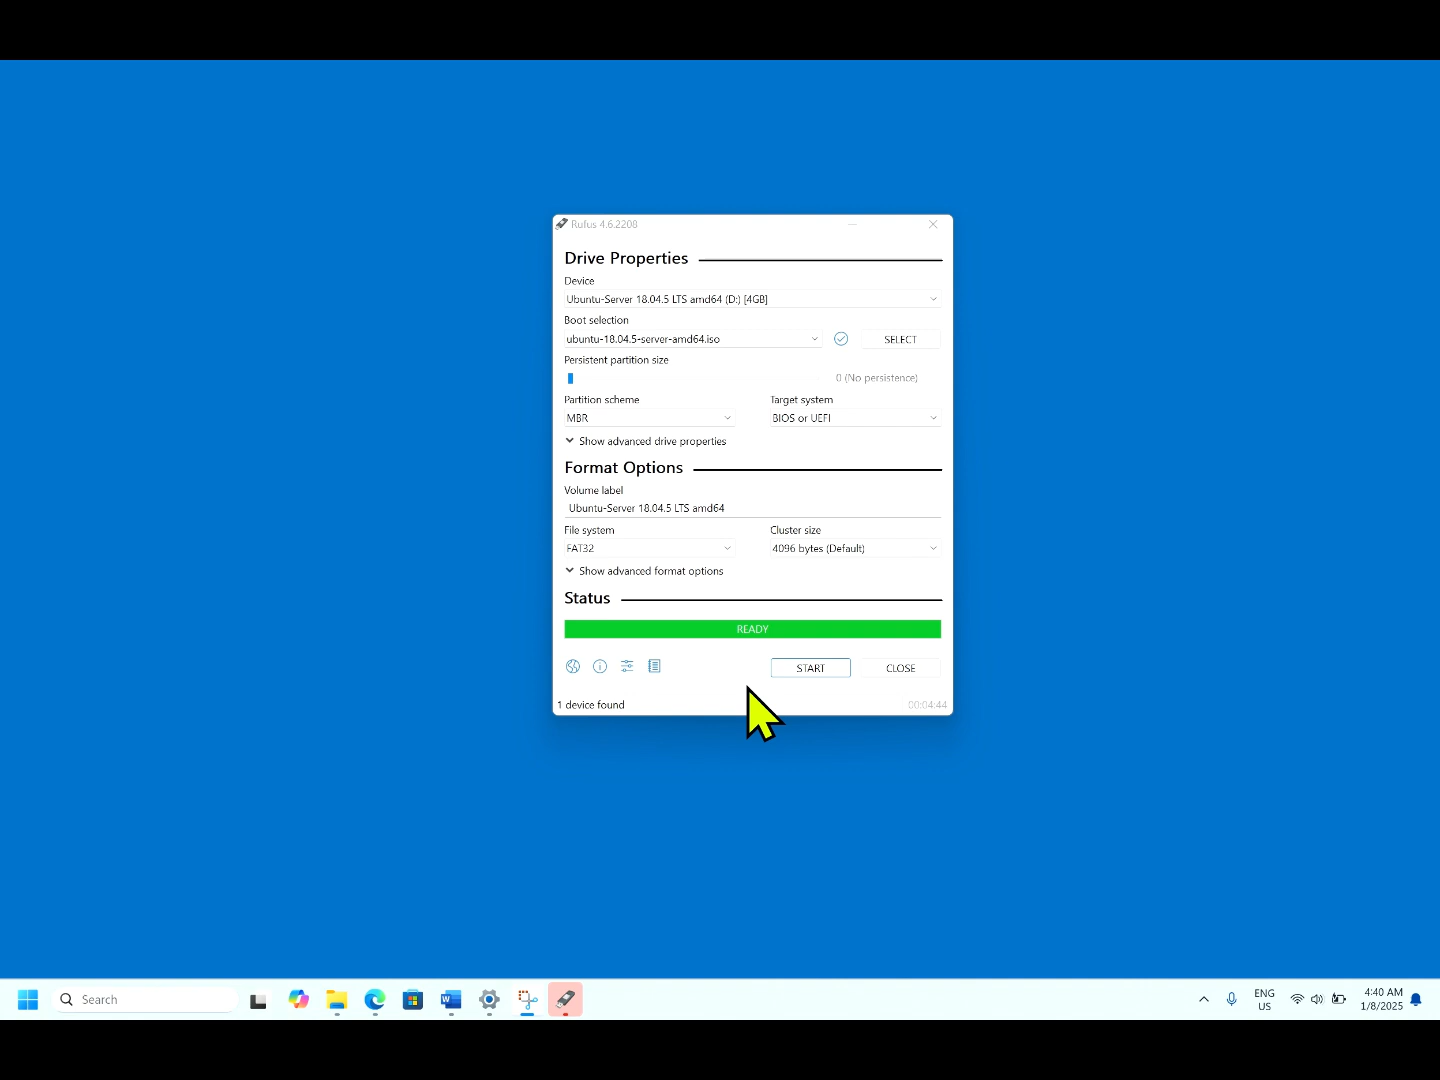 Rufus 4.6.2208
Drive Properties
Device
Ubuntu-Server 18.04.5 LTS amd64 (D:) [4GB]
Boot selection
ubuntu-18.04.5-server-amd64.iso
SELECT
Persistent partition size
0 (No persistence)
Partition scheme
Target system
MBR
BIOS or UEFI
Show advanced drive properties
Format Options
Volume label
Ubuntu-Server 18.04.5 LTS amd64
File system
Cluster size
FAT32
4096 bytes (Default)
Show advanced format options
Status
READY
START
CLOSE
1 device found
00:04:44
Search
W
ENG
US
4:40 AM
1/8/2025